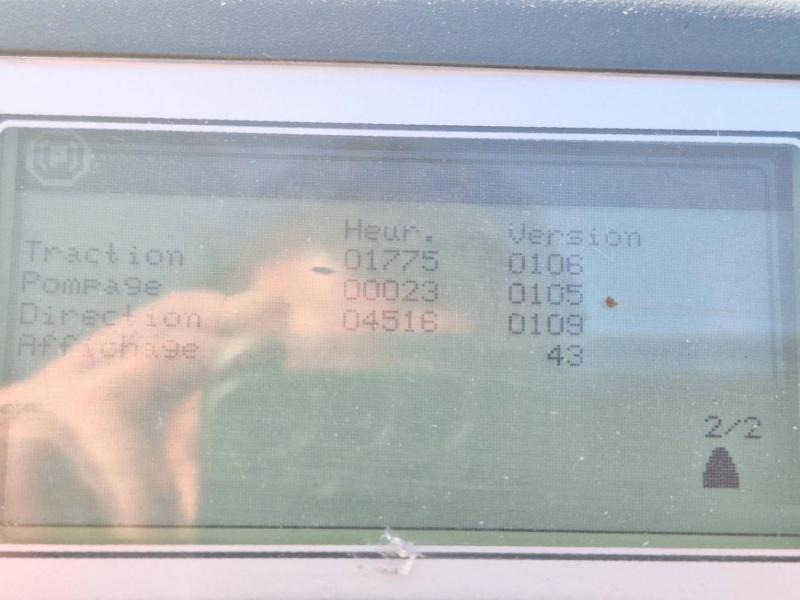 (P)
Heur. Version
Traction 01775 0106
Pompage 00023 0105
Direction 04516 0109
Affichage 43
2/2